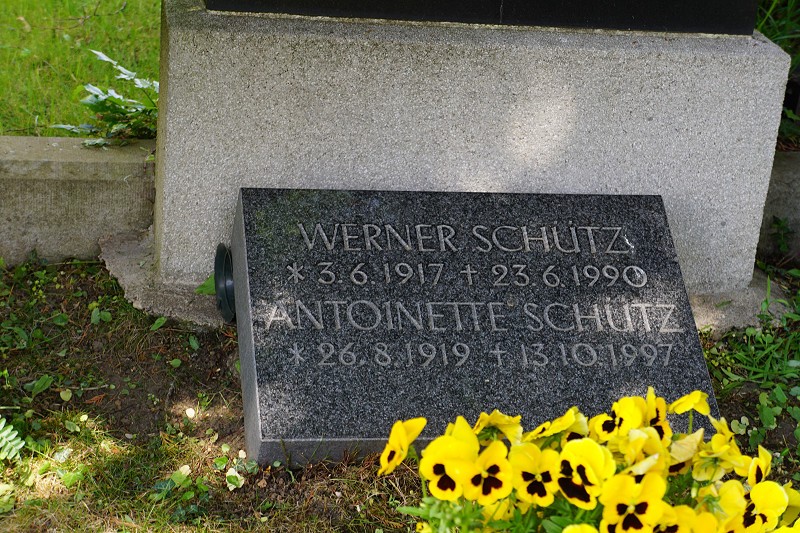 WERNER SCHÜTZ
* 3.6.1917 † 23.6.1990
ANTOINETTE SCHÜTZ
* 26.8.1919 † 13.10.1997